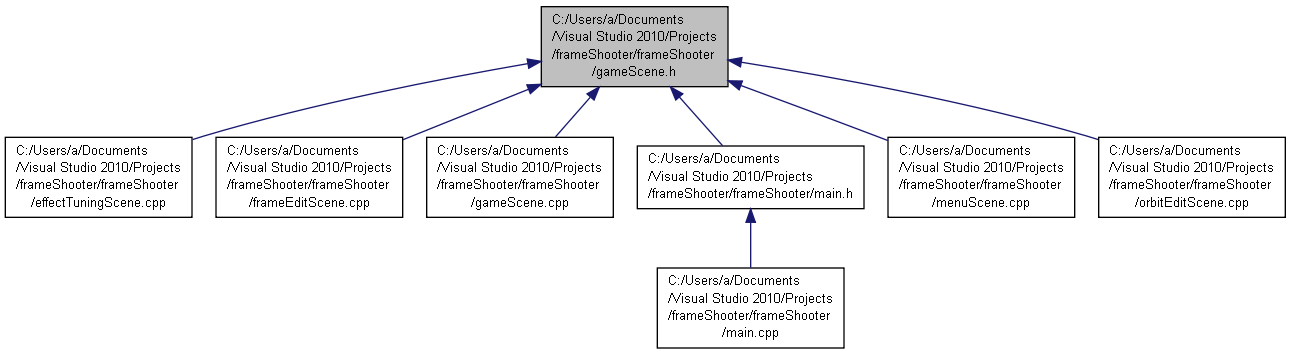 C:/Users/a/Documents
/Visual Studio 2010/Projects
/frameShooter/frameShooter
/gameScene.h
C:/Users/a/Documents
/Visual Studio 2010/Projects
/frameShooter/frameShooter
/effectTuningScene.cpp
C:/Users/a/Documents
/Visual Studio 2010/Projects
/frameShooter/frameShooter
/frameEditScene.cpp
C:/Users/a/Documents
/Visual Studio 2010/Projects
/frameShooter/frameShooter
/gameScene.cpp
C:/Users/a/Documents
/Visual Studio 2010/Projects
/frameShooter/frameShooter/main.h
C:/Users/a/Documents
/Visual Studio 2010/Projects
/frameShooter/frameShooter
/menuScene.cpp
C:/Users/a/Documents
/Visual Studio 2010/Projects
/frameShooter/frameShooter
/orbitEditScene.cpp
C:/Users/a/Documents
/Visual Studio 2010/Projects
/frameShooter/frameShooter
/main.cpp